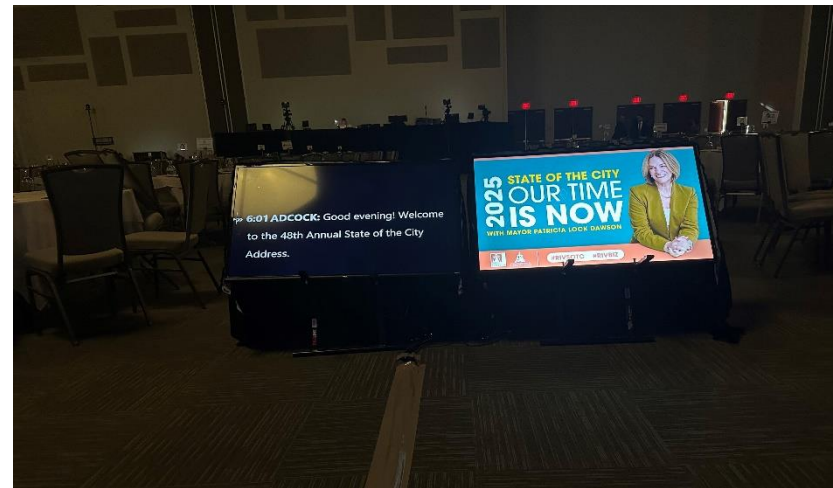 6:01 ADCOCK: Good evening! Welcome
to the 48th Annual State of the City
Address.
2025
STATE OF THE CITY
OUR TIME
IS NOW
WITH MAYOR PATRICIA LOCK DAWSON
#RIVSOTC #RIVBIZ